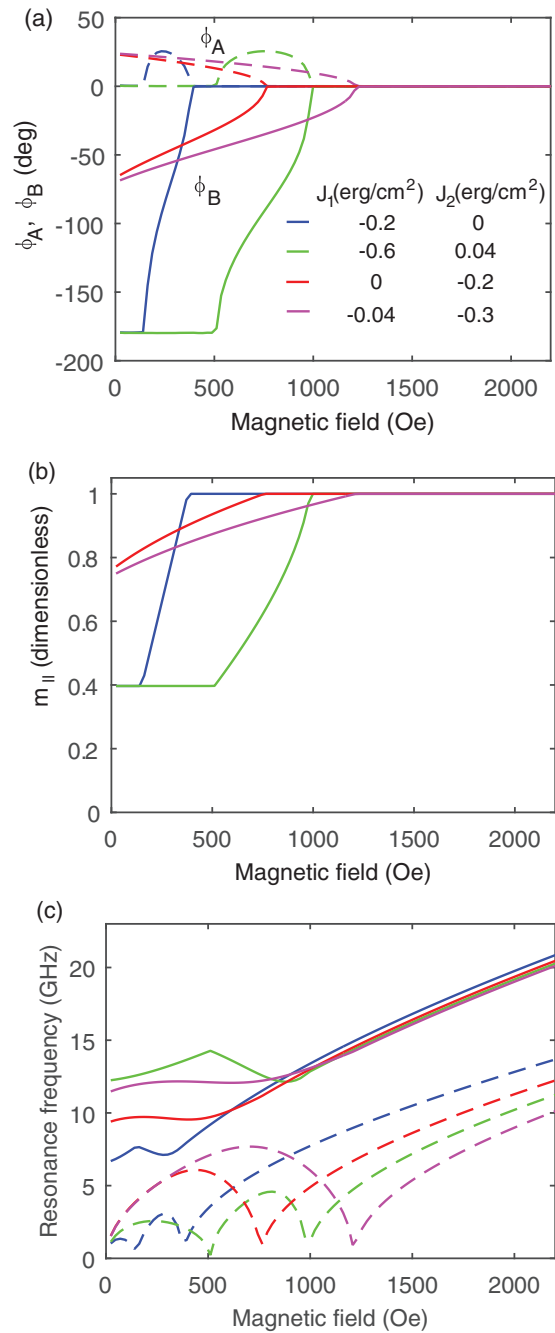 (a)
50
0
-50
-100
-150
-200
ϕA, ϕB (deg)
ϕA
ϕB
J1(erg/cm2) J2(erg/cm2)
-0.2 0
-0.6 0.04
0 -0.2
-0.04 -0.3
0 500 1000 1500 2000
Magnetic field (Oe)
(b)
1
0.8
0.6
0.4
0.2
0
m|| (dimensionless)
0 500 1000 1500 2000
Magnetic field (Oe)
(c)
20
15
10
5
0
Resonance frequency (GHz)
0 500 1000 1500 2000
Magnetic field (Oe)